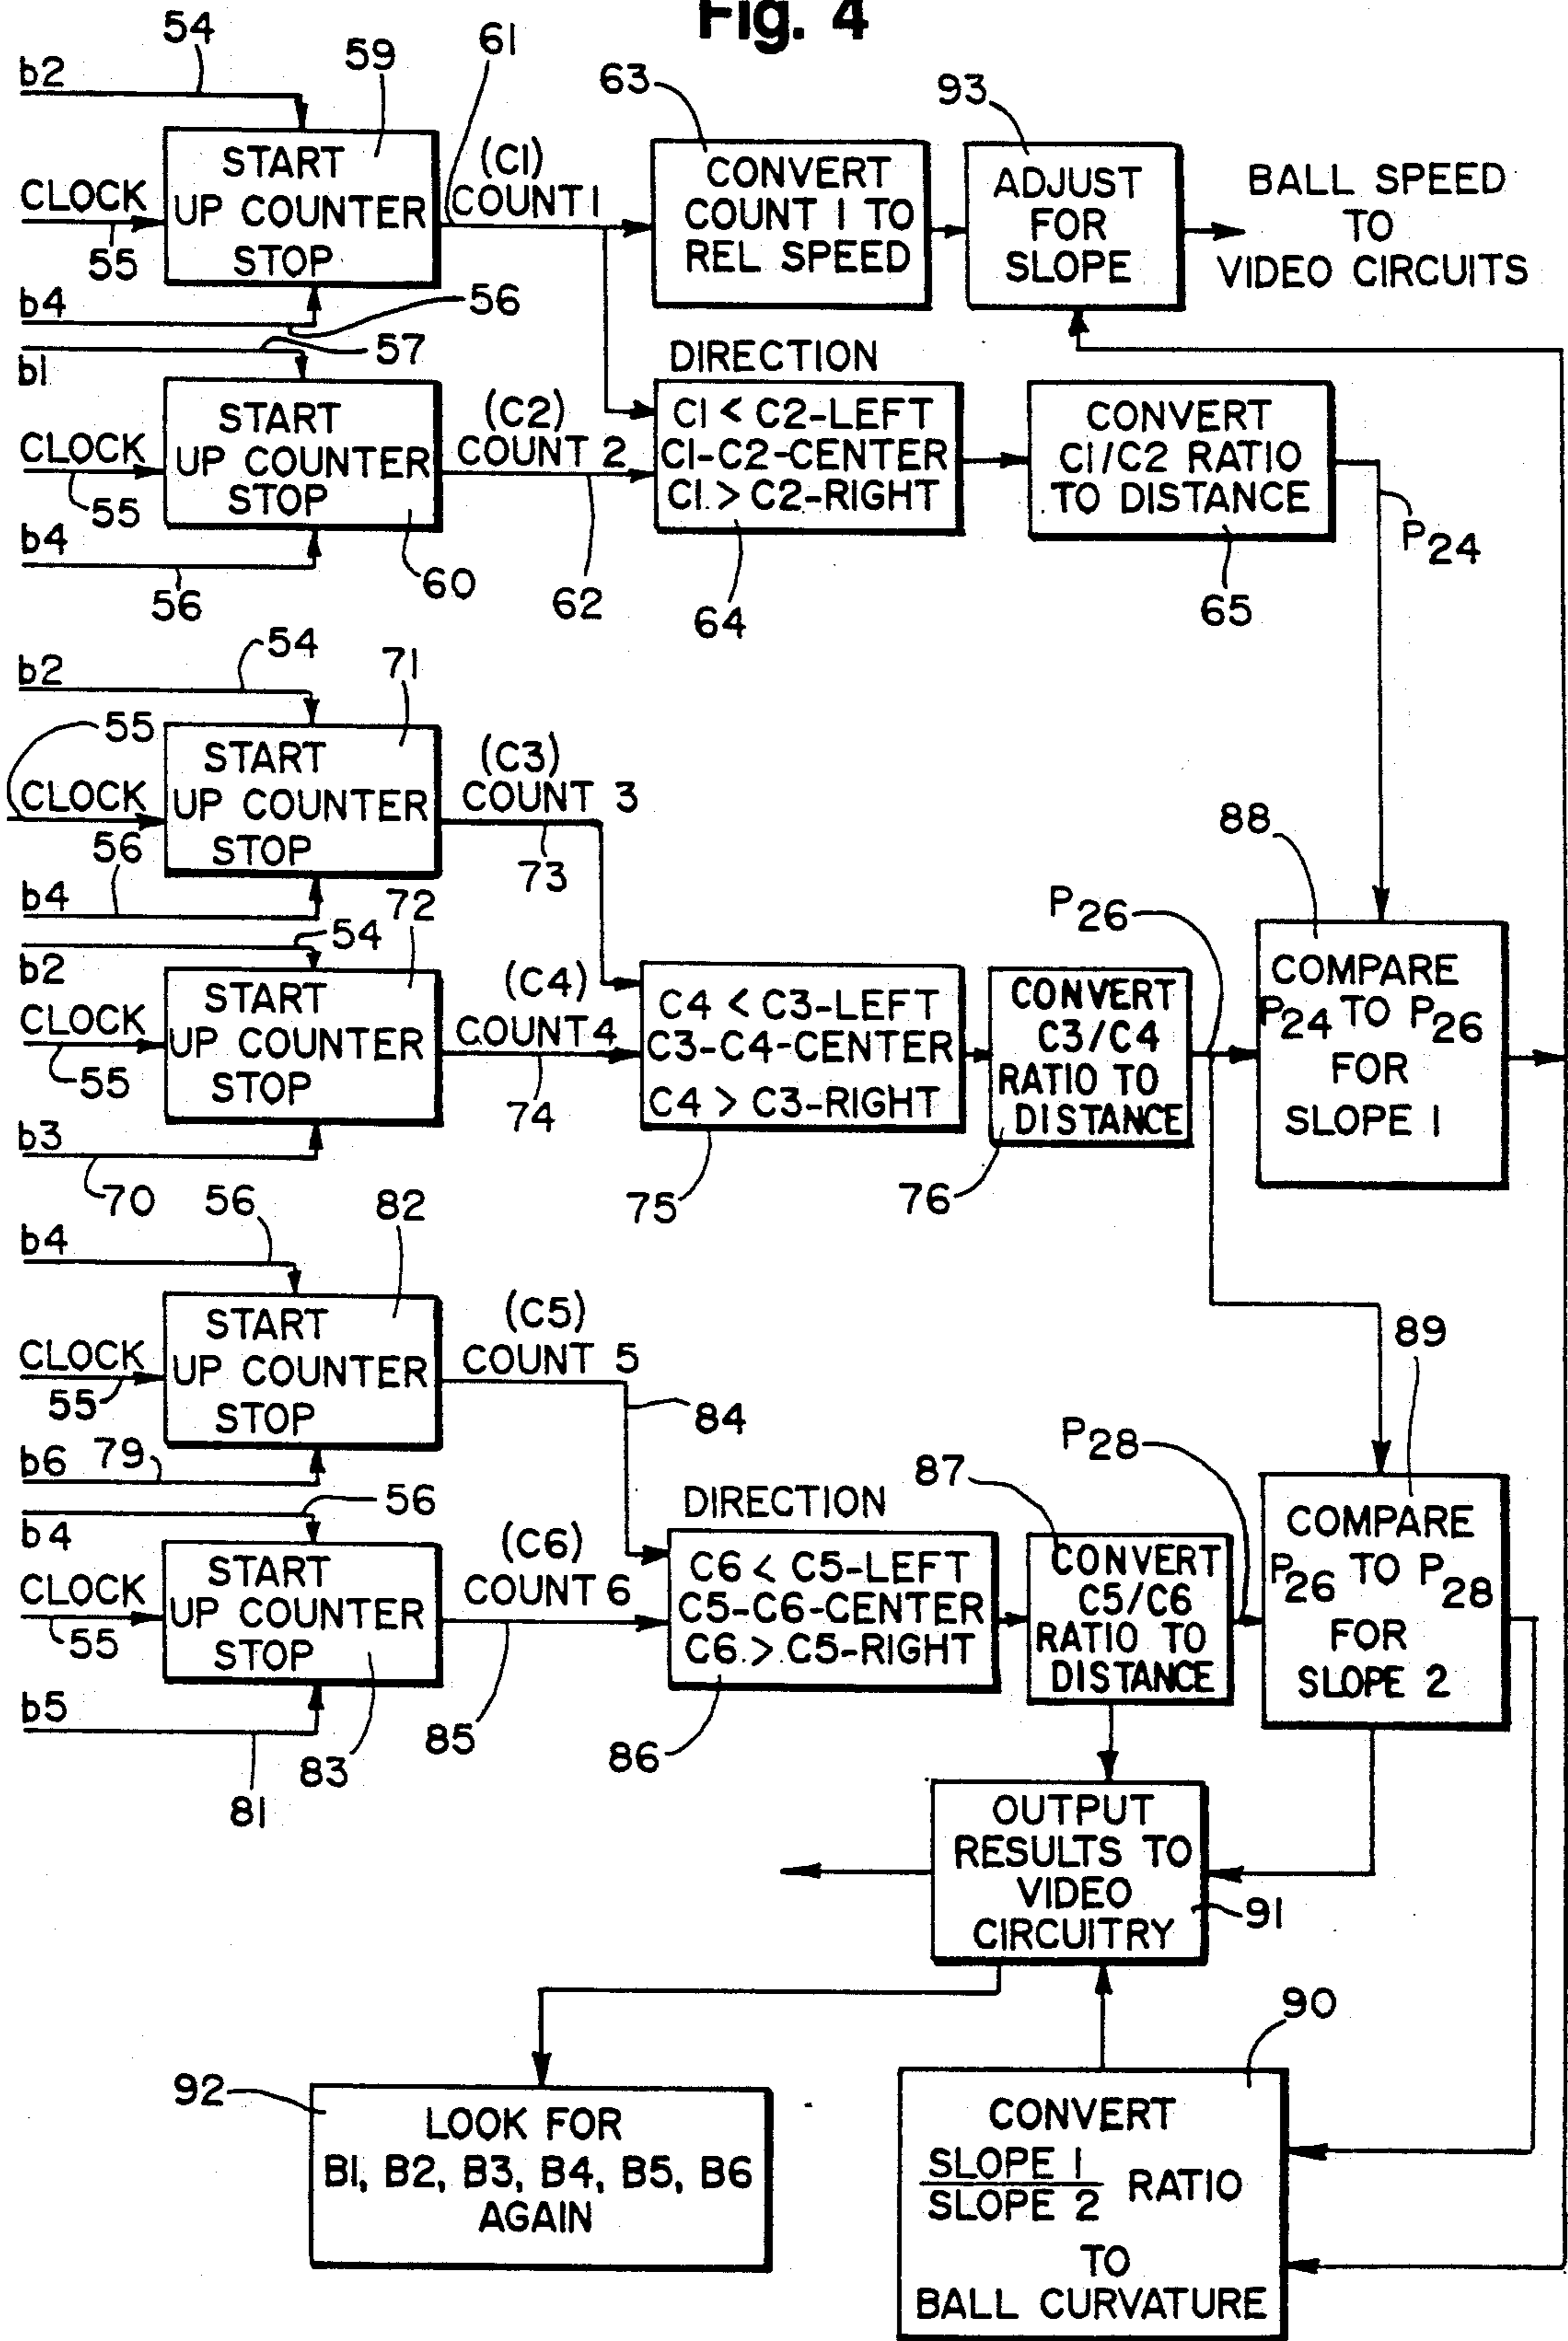 Fig. 4
54
b2
59
61
63
93
START
UP COUNTER
STOP
CLOCK
55
(C1)
COUNT 1
CONVERT
COUNT 1 TO
REL SPEED
ADJUST
FOR
SLOPE
BALL SPEED
TO
VIDEO CIRCUITS
b4
56
57
b1
START
UP COUNTER
STOP
CLOCK
55
(C2)
COUNT 2
DIRECTION
C1 < C2-LEFT
C1-C2-CENTER
C1 > C2-RIGHT
CONVERT
C1/C2 RATIO
TO DISTANCE
P24
b4
56
60
62
64
65
b2
54
71
55
CLOCK
START
UP COUNTER
STOP
(C3)
COUNT 3
73
56
b4
72
54
b2
CLOCK
55
START
UP COUNTER
STOP
(C4)
COUNT 4
74
C4 < C3-LEFT
C3-C4-CENTER
C4 > C3-RIGHT
75
CONVERT
C3/C4
RATIO TO
DISTANCE
76
P26
88
COMPARE
P24 TO P26
FOR
SLOPE 1
b3
70
56
82
b4
START
UP COUNTER
STOP
CLOCK
55
(C5)
COUNT 5
84
89
b6
79
56
b4
START
UP COUNTER
STOP
CLOCK
55
(C6)
COUNT 6
85
DIRECTION
C6 < C5-LEFT
C5-C6-CENTER
C6 > C5-RIGHT
86
87
CONVERT
C5/C6
RATIO TO
DISTANCE
P28
COMPARE
P26 TO P28
FOR
SLOPE 2
b5
81
83
OUTPUT
RESULTS TO
VIDEO
CIRCUITRY
91
90
92
LOOK FOR
B1, B2, B3, B4, B5, B6
AGAIN
CONVERT
SLOPE 1
SLOPE 2
RATIO
TO
BALL CURVATURE